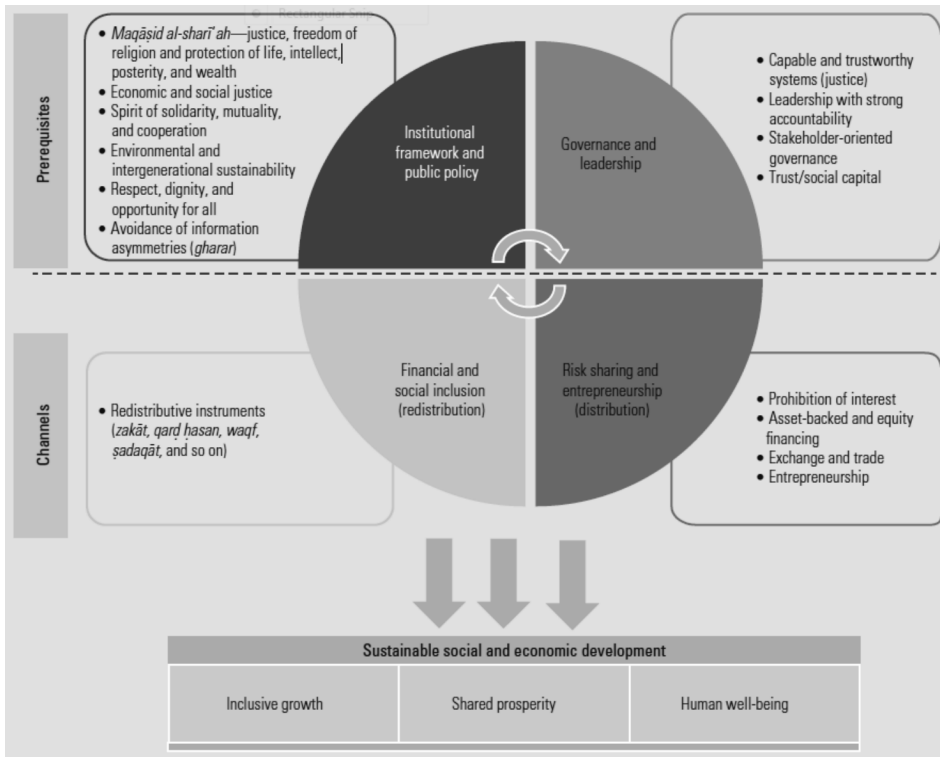 Rectangular Snip
Prerequisites
• Maqāṣid al-sharī‘ah—justice, freedom of
religion and protection of life, intellect,
posterity, and wealth
• Economic and social justice
• Spirit of solidarity, mutuality,
and cooperation
• Environmental and
intergenerational sustainability
• Respect, dignity, and
opportunity for all
• Avoidance of information
asymmetries (gharar)
Institutional
framework and
public policy
Governance and
leadership
• Capable and trustworthy
systems (justice)
• Leadership with strong
accountability
• Stakeholder-oriented
governance
• Trust/social capital
Channels
• Redistributive instruments
(zakāt, qarḍ ḥasan, waqf,
ṣadaqāt, and so on)
Financial and
social inclusion
(redistribution)
Risk sharing and
entrepreneurship
(distribution)
• Prohibition of interest
• Asset-backed and equity
financing
• Exchange and trade
• Entrepreneurship
Sustainable social and economic development
Inclusive growth
Shared prosperity
Human well-being